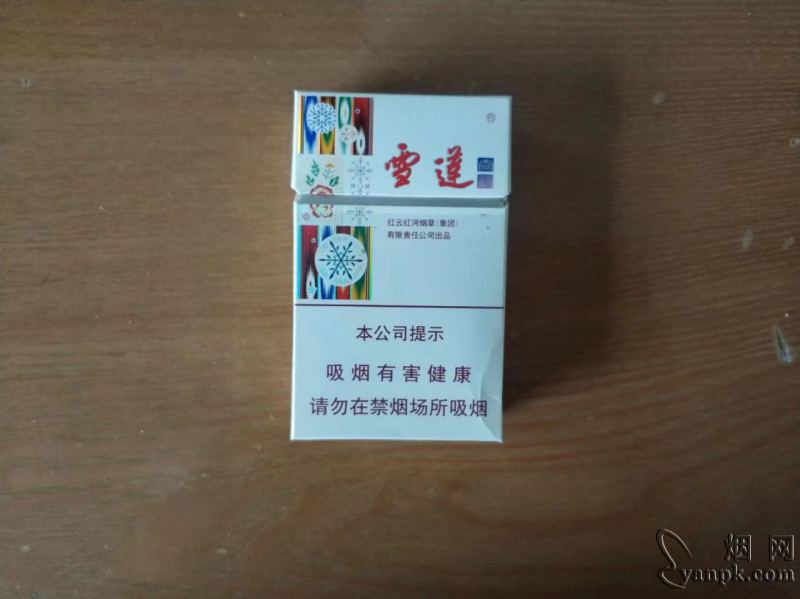 ®
雪莲
红云红河烟草(集团)
有限责任公司出品
本公司提示
吸烟有害健康
请勿在禁烟场所吸烟
烟网
yanpk.com